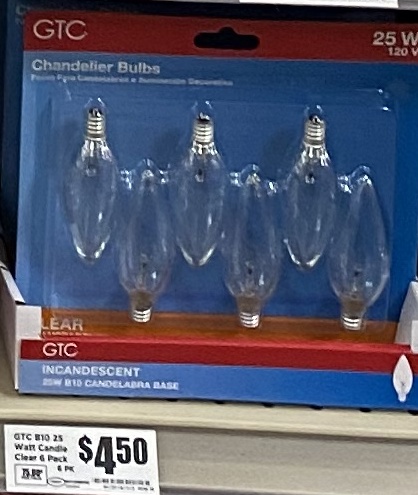 GTC
25 W
120 V
Chandelier Bulbs
LEAR
GTC
INCANDESCENT
25W B10 CANDELABRA BASE
GTC B10 25
Watt Candle
Clear 6 Pack
6 PK
$4.50